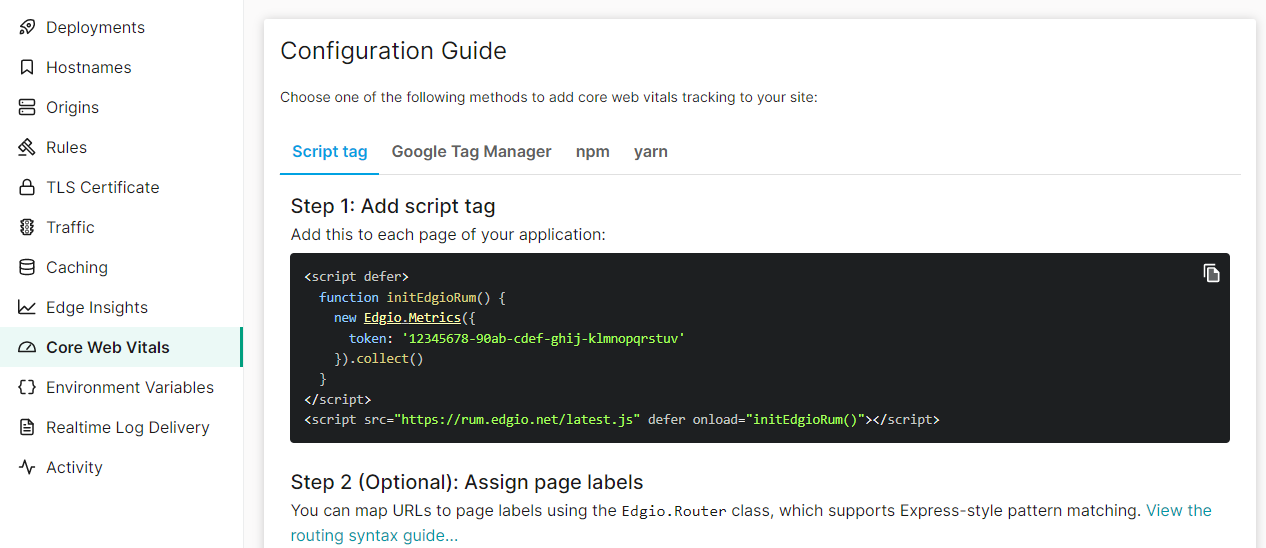 Deployments
Hostnames
Origins
Rules
TLS Certificate
Traffic
Caching
Edge Insights
Core Web Vitals
Environment Variables
Realtime Log Delivery
Activity
Configuration Guide
Choose one of the following methods to add core web vitals tracking to your site:
Script tag Google Tag Manager npm yarn
Step 1: Add script tag
Add this to each page of your application:
<script defer>
  function initEdgioRum() {
    new Edgio.Metrics({
      token: '12345678-90ab-cdef-ghij-klmnopqrstuv'
    }).collect()
  }
</script>
<script src="https://rum.edgio.net/latest.js" defer onload="initEdgioRum()"></script>
Step 2 (Optional): Assign page labels
You can map URLs to page labels using the Edgio.Router class, which supports Express-style pattern matching. View the
routing syntax guide...